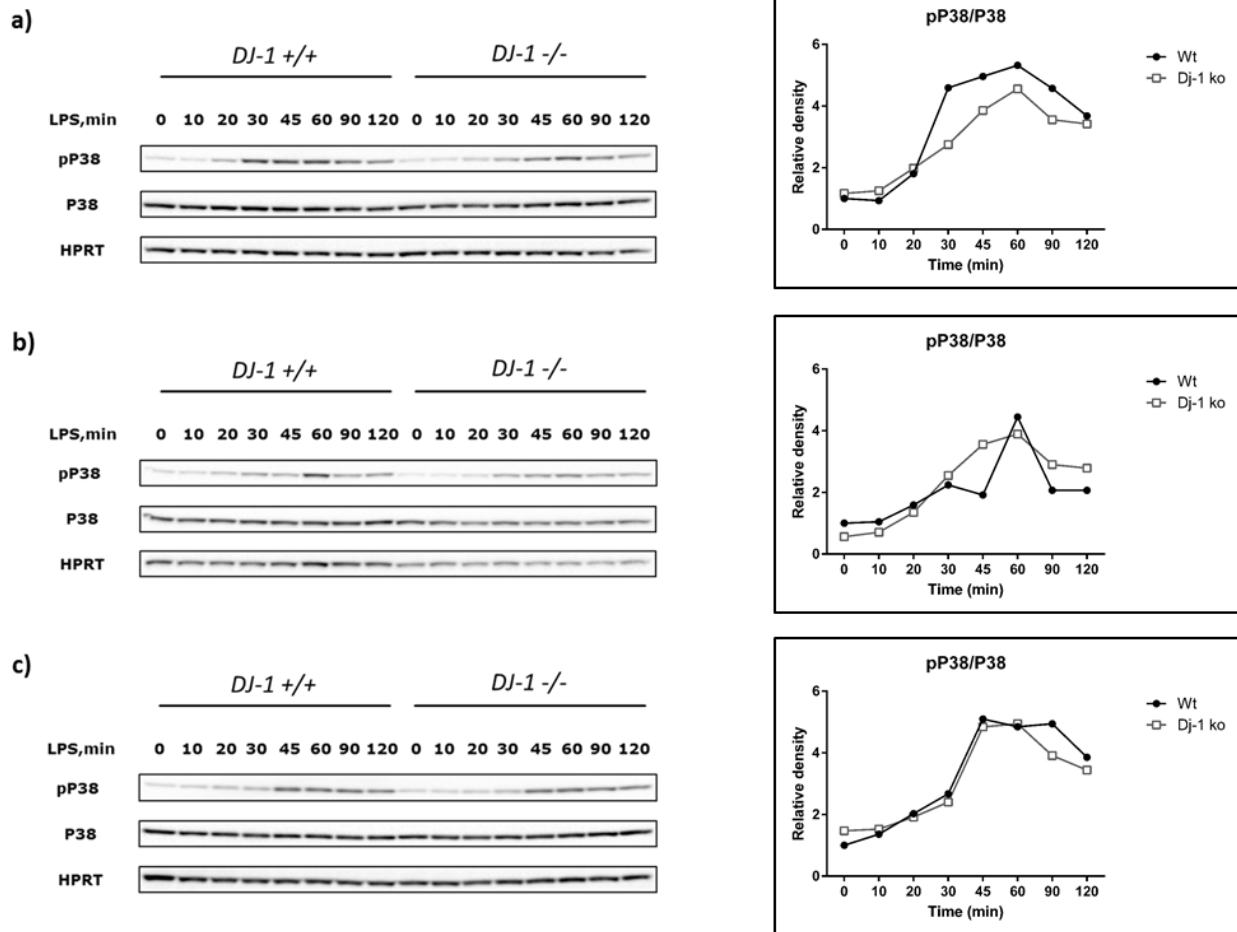 a)
DJ-1 +/+ DJ-1 -/-
LPS,min 0 10 20 30 45 60 90 120 0 10 20 30 45 60 90 120
pP38
P38
HPRT
pP38/P38
Wt
Dj-1 ko
Relative density
6
4
2
0
0 10 20 30 45 60 90 120
Time (min)
b)
DJ-1 +/+ DJ-1 -/-
LPS,min 0 10 20 30 45 60 90 120 0 10 20 30 45 60 90 120
pP38
P38
HPRT
pP38/P38
Wt
Dj-1 ko
Relative density
6
4
2
0
0 10 20 30 45 60 90 120
Time (min)
c)
DJ-1 +/+ DJ-1 -/-
LPS,min 0 10 20 30 45 60 90 120 0 10 20 30 45 60 90 120
pP38
P38
HPRT
pP38/P38
Wt
Dj-1 ko
Relative density
6
4
2
0
0 10 20 30 45 60 90 120
Time (min)